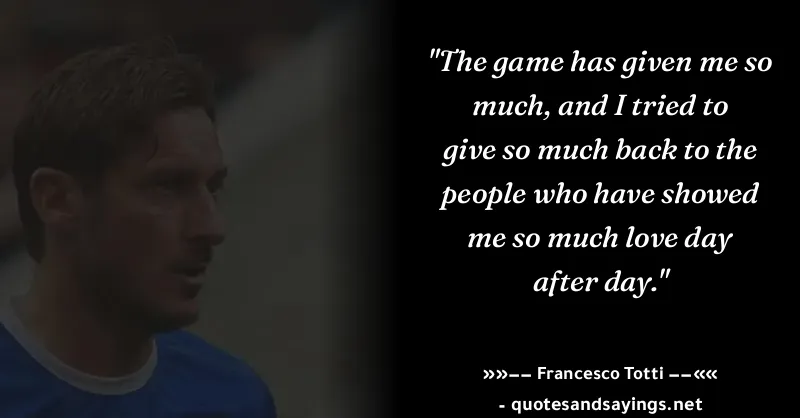 "The game has given me so
much, and I tried to
give so much back to the
people who have showed
me so much love day
after day."
»»−− Francesco Totti −−««
- quotesandsayings.net